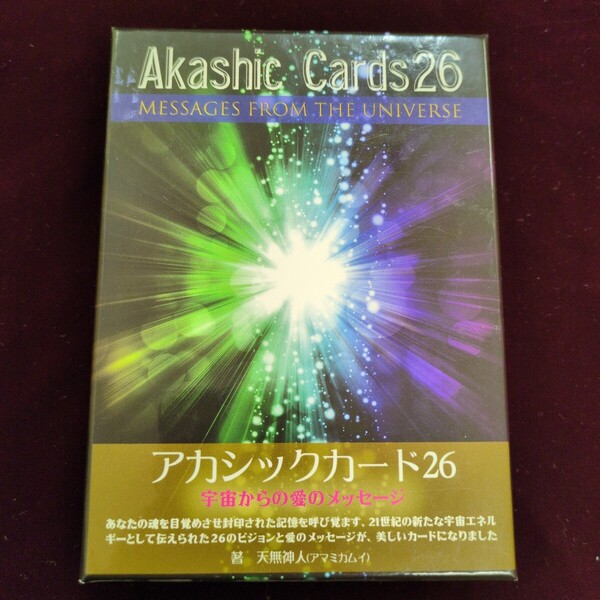 Akashic Cards26
MESSAGES FROM THE UNIVERSE
アカシックカード26
宇宙からの愛のメッセージ
あなたの魂を目覚めさせ封印された記憶を呼び覚ます、21世紀の新たな宇宙エネル
ギーとして伝えられた26のビジョンと愛のメッセージが、美しいカードになりました
著 天無神人(アマミカムイ)